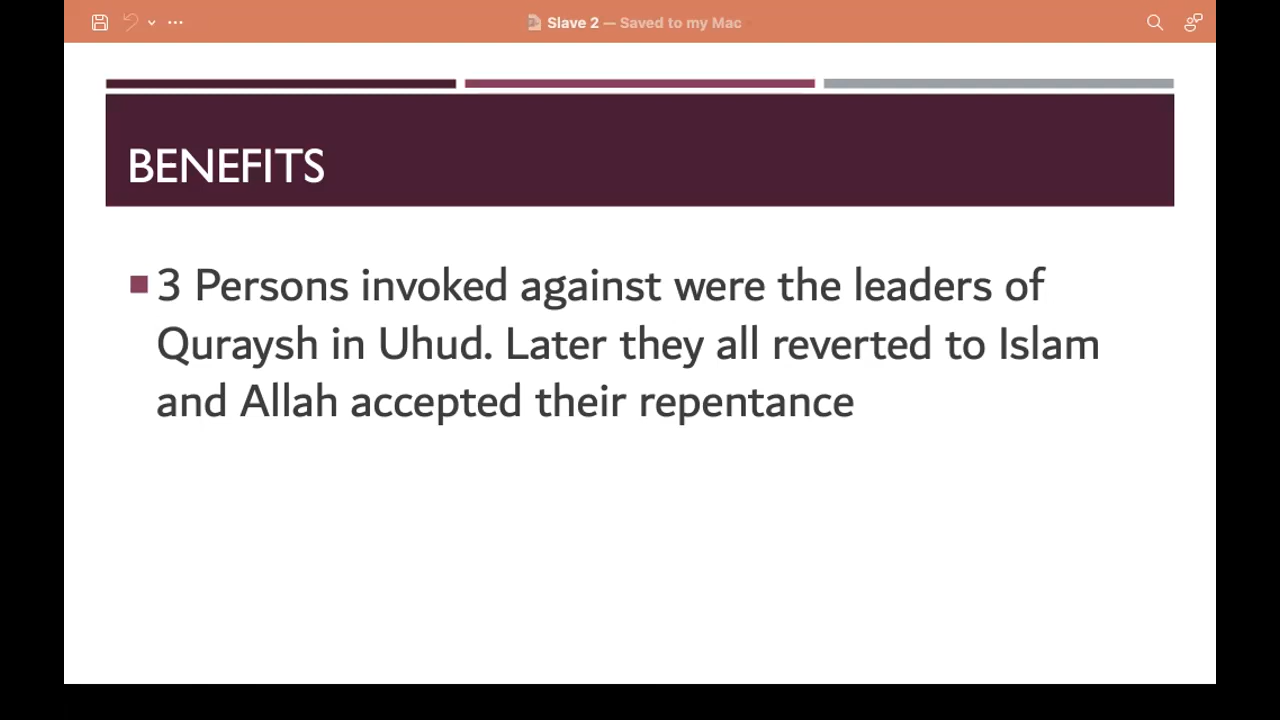 Slave 2 — Saved to my Mac
BENEFITS
3 Persons invoked against were the leaders of
Quraysh in Uhud. Later they all reverted to Islam
and Allah accepted their repentance